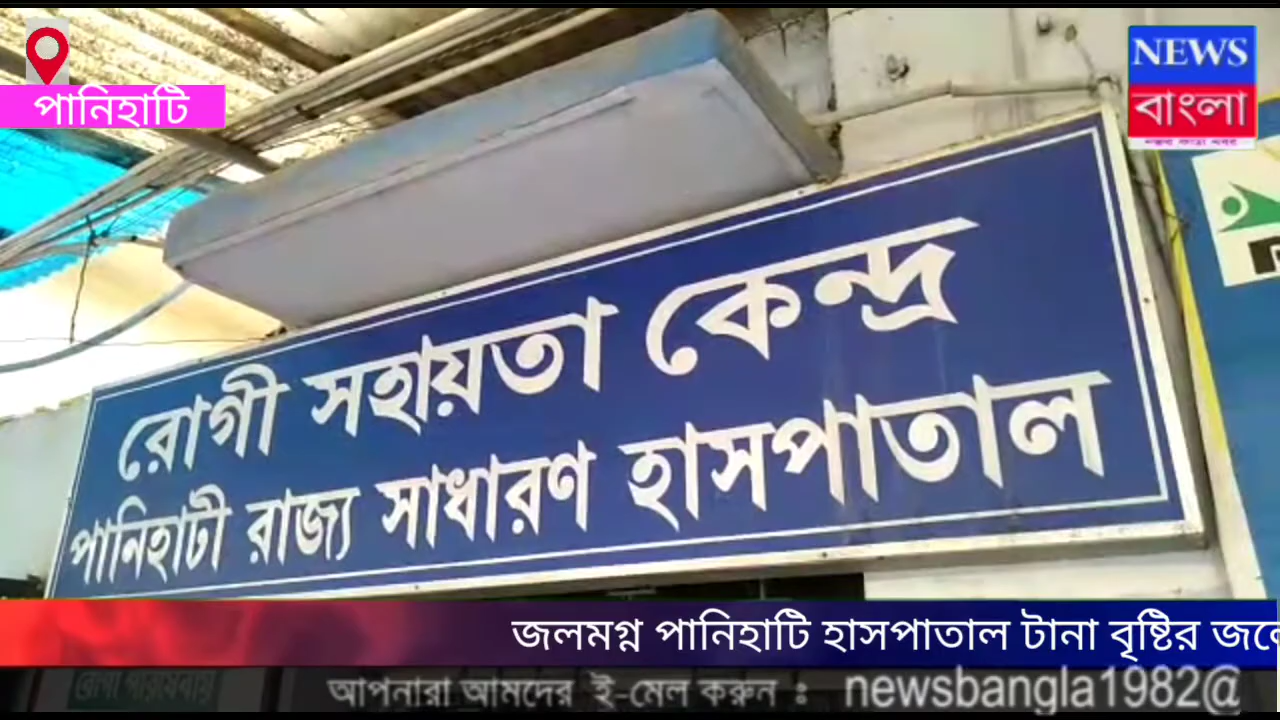 পানিহাটি
NEWS
বাংলা
রোগী সহায়তা কেন্দ্র
পানিহাটী রাজ্য সাধারণ হাসপাতাল
জলমগ্ন পানিহাটি হাসপাতাল টানা বৃষ্টির
আপনারা আমদের ই-মেল করুন : newsbangla1982@